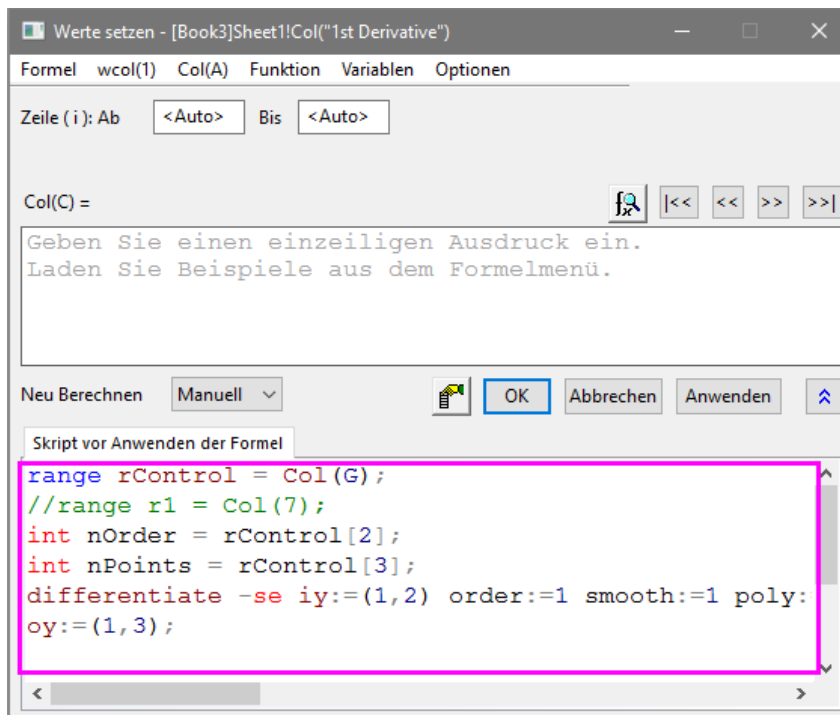 Werte setzen - [Book3]Sheet1!Col("1st Derivative")
Formel wcol(1) Col(A) Funktion Variablen Optionen
Zeile ( i ): Ab <Auto> Bis <Auto>
Col(C) = |<< << >> >>|
Geben Sie einen einzeiligen Ausdruck ein.
Laden Sie Beispiele aus dem Formelmenü.
Neu Berechnen Manuell OK Abbrechen Anwenden
Skript vor Anwenden der Formel
range rControl = Col(G);
//range r1 = Col(7);
int nOrder = rControl[2];
int nPoints = rControl[3];
differentiate -se iy:=(1,2) order:=1 smooth:=1 poly:
oy:=(1,3);